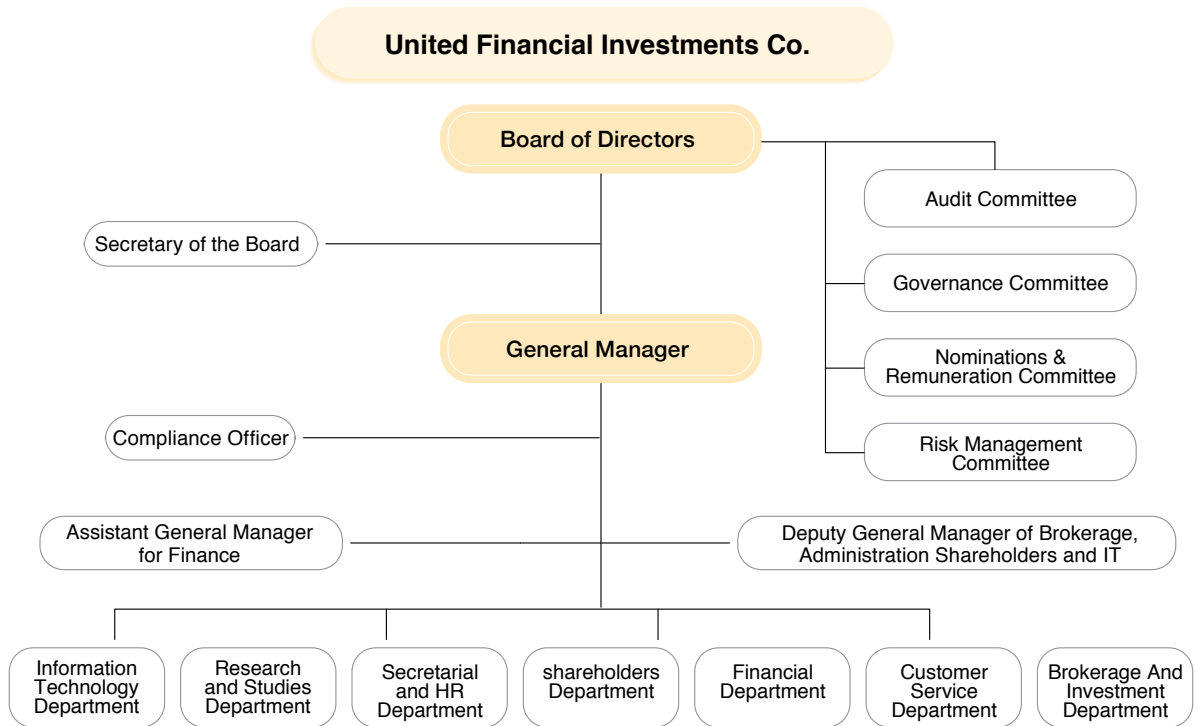 United Financial Investments Co.
Board of Directors
Audit Committee
Secretary of the Board
Governance Committee
General Manager
Nominations &
Remuneration Committee
Compliance Officer
Risk Management
Committee
Assistant General Manager
for Finance
Deputy General Manager of Brokerage,
Administration Shareholders and IT
Information
Technology
Department
Research
and Studies
Department
Secretarial
and HR
Department
shareholders
Department
Financial
Department
Customer
Service
Department
Brokerage And
Investment
Department